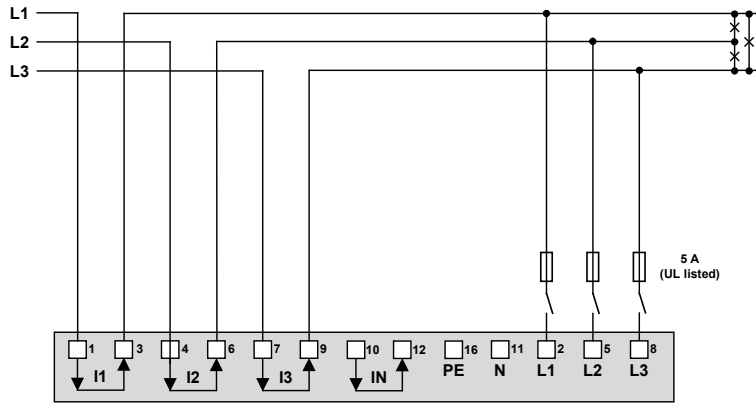 L1
L2
L3
5 A
(UL listed)
1 3 4 6 7 9 10 12 16 11 2 5 8
I1 I2 I3 IN PE N L1 L2 L3